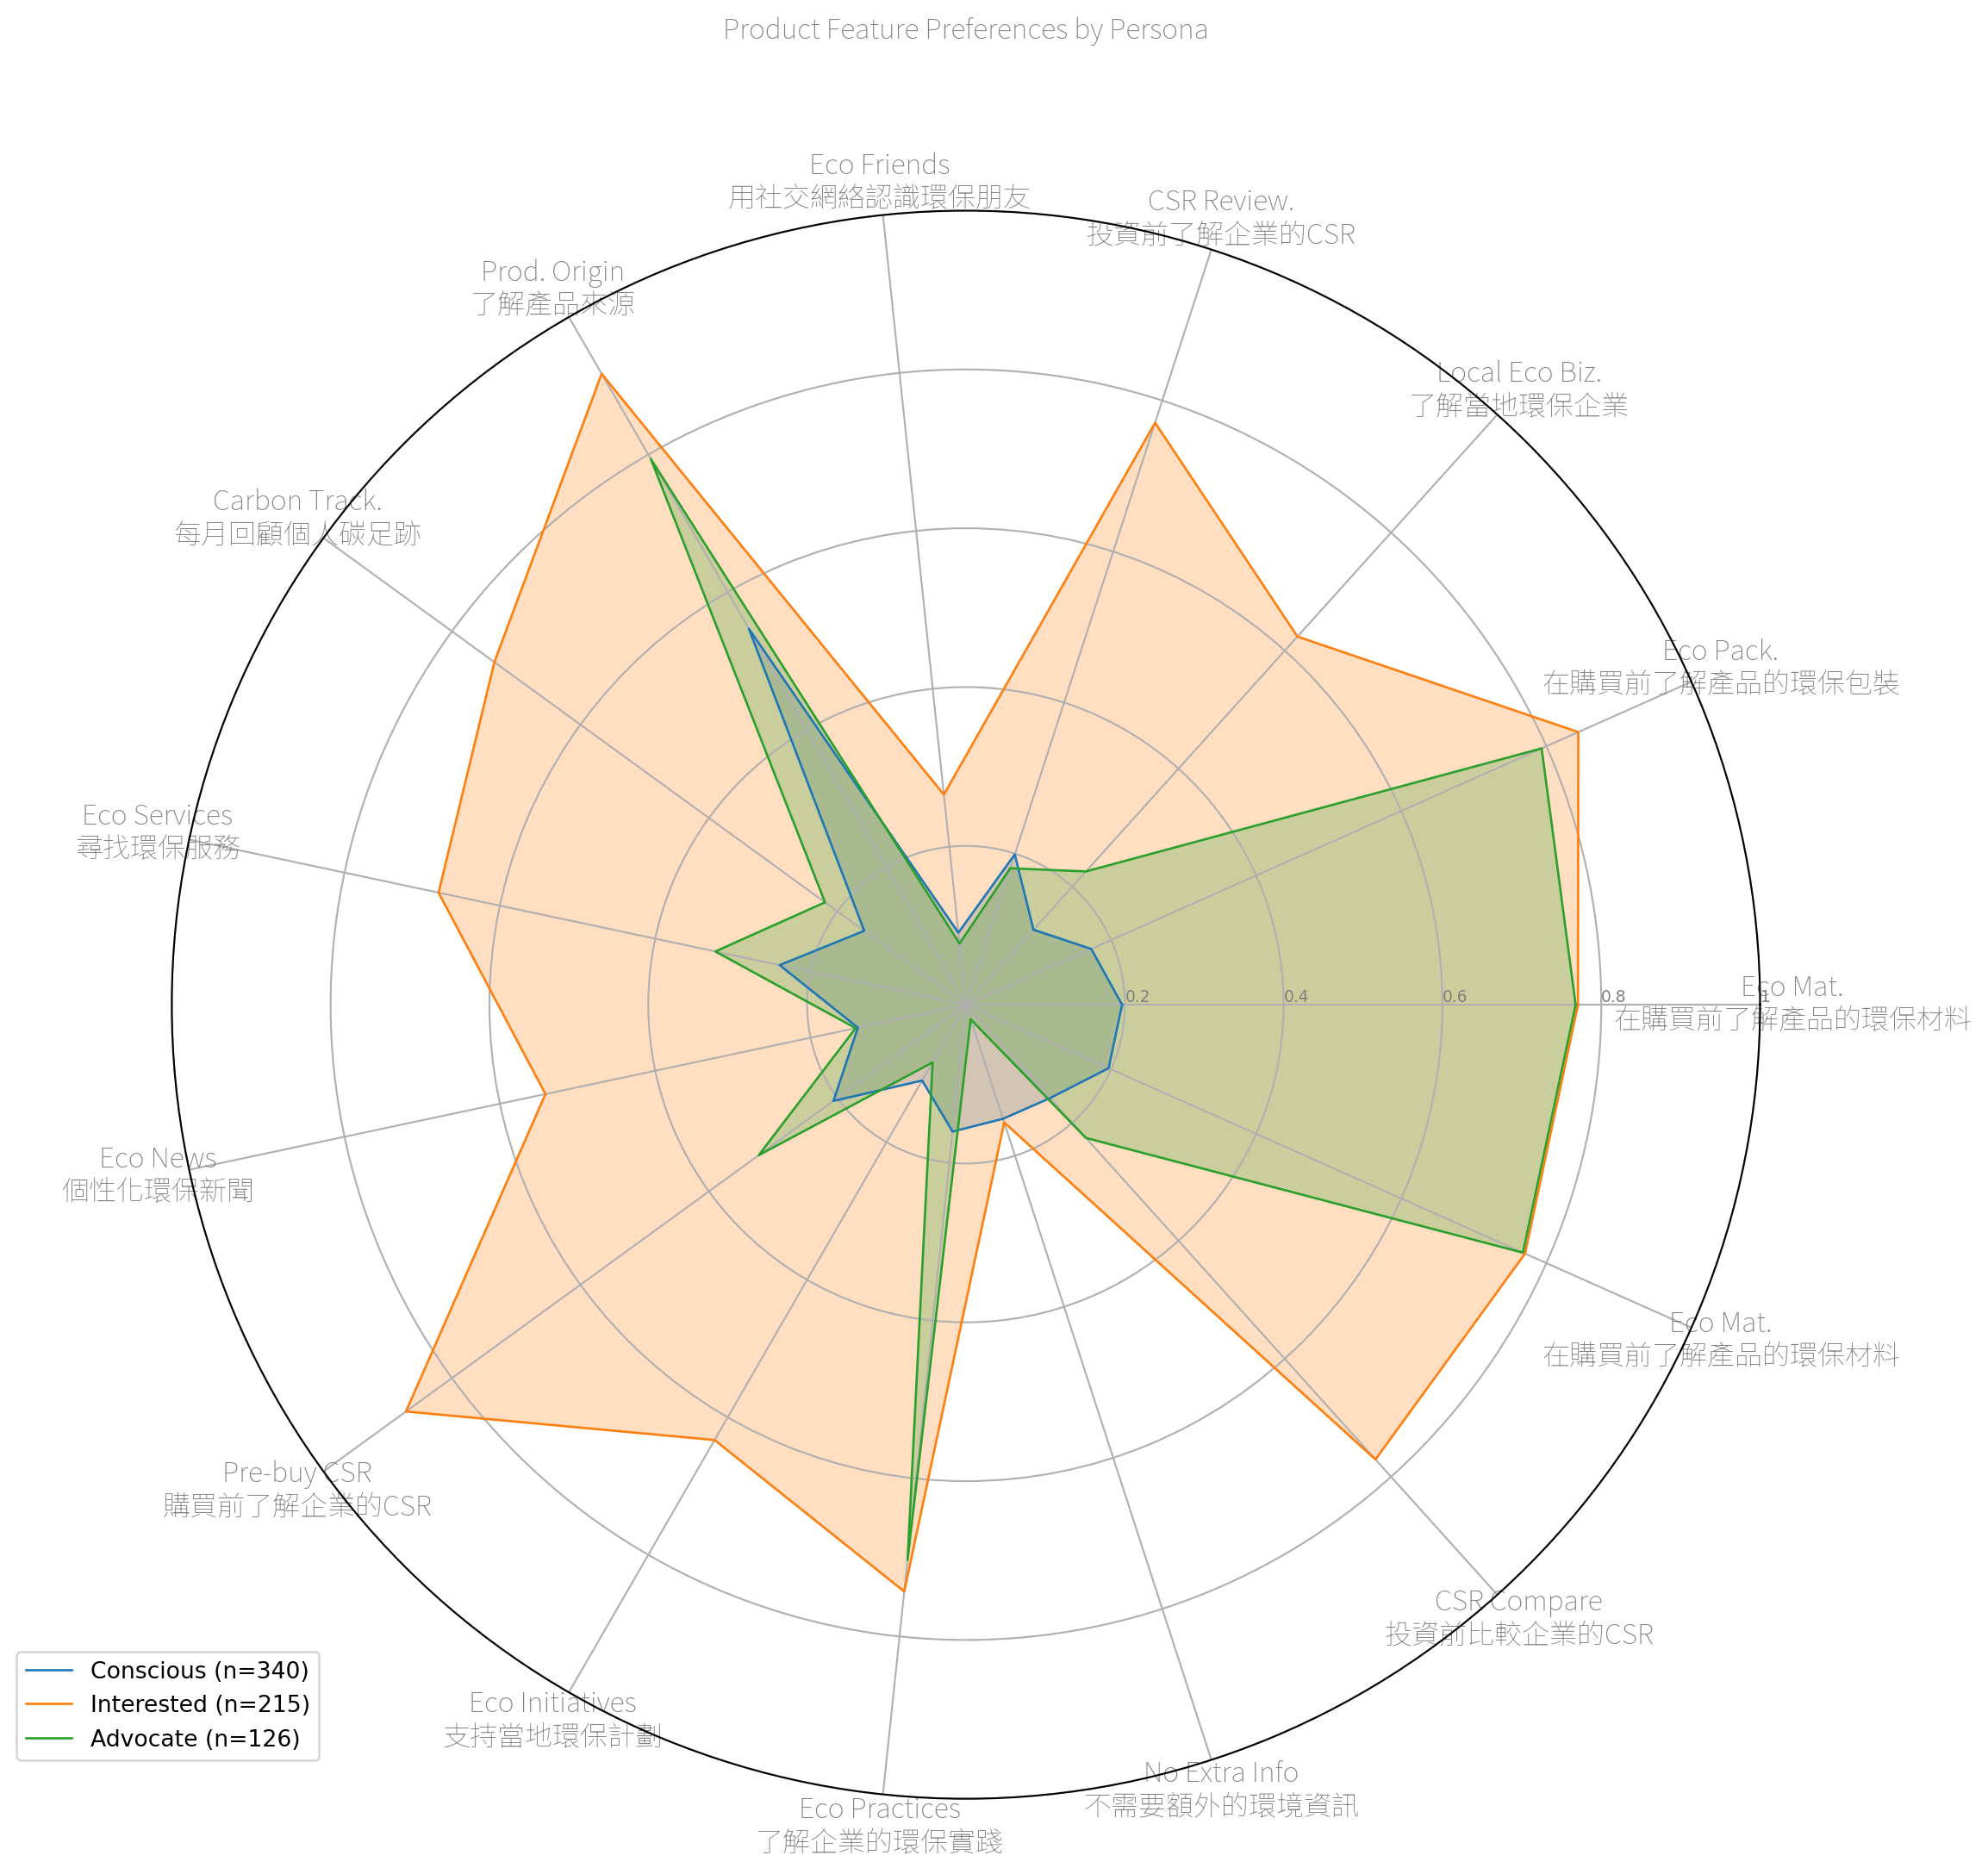 Product Feature Preferences by Persona
Eco Friends
用社交網絡認識環保朋友
CSR Review.
投資前了解企業的CSR
Prod. Origin
了解產品來源
Local Eco Biz.
了解當地環保企業
Carbon Track.
每月回顧個人碳足跡
Eco Pack.
在購買前了解產品的環保包裝
Eco Services
尋找環保服務
Eco Mat.
在購買前了解產品的環保材料
0.2
0.4
0.6
0.8
1
Eco News
個性化環保新聞
Eco Mat.
在購買前了解產品的環保材料
Pre-buy CSR
購買前了解企業的CSR
CSR Compare
投資前比較企業的CSR
Eco Initiatives
支持當地環保計劃
No Extra Info
不需要額外的環境資訊
Eco Practices
了解企業的環保實踐
Conscious (n=340)
Interested (n=215)
Advocate (n=126)